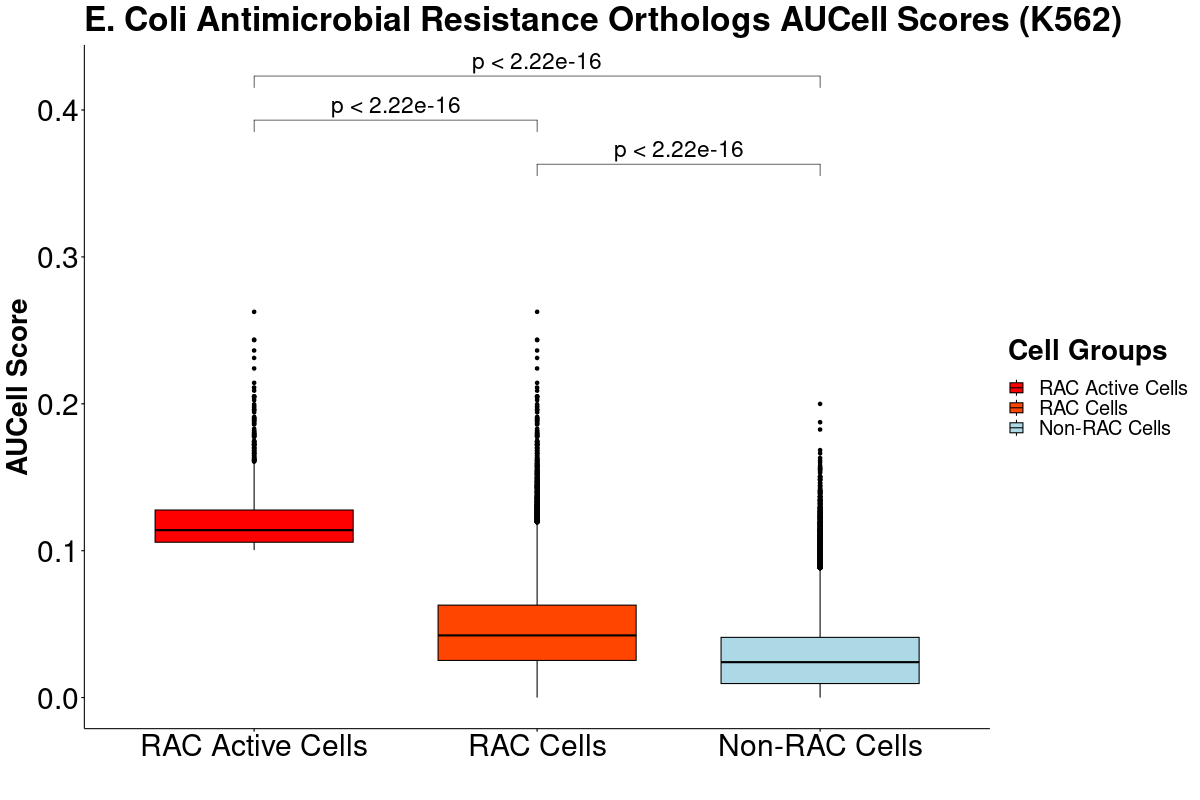 E. Coli Antimicrobial Resistance Orthologs AUCell Scores (K562)
p < 2.22e-16
p < 2.22e-16
p < 2.22e-16
0.4
0.3
0.2
0.1
0.0
AUCell Score
RAC Active Cells
RAC Cells
Non-RAC Cells
Cell Groups
RAC Active Cells
RAC Cells
Non-RAC Cells